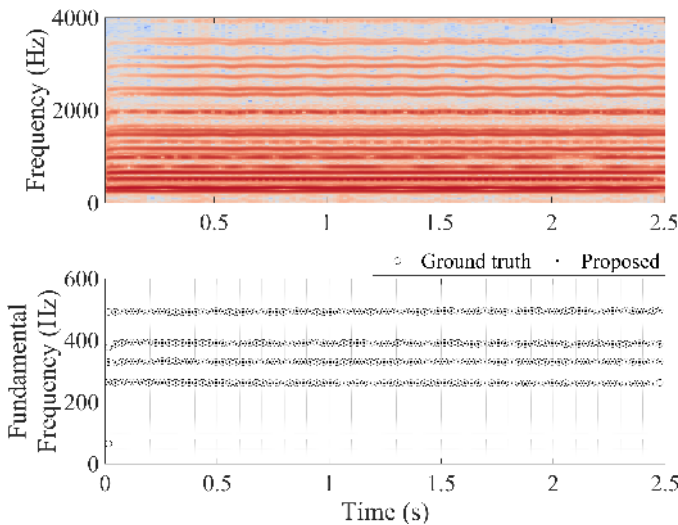 4000
2000
0
Frequency (Hz)
0.5 1 1.5 2 2.5
Ground truth Proposed
600
400
200
0
Fundamental
Frequency (Hz)
0 0.5 1 1.5 2 2.5
Time (s)